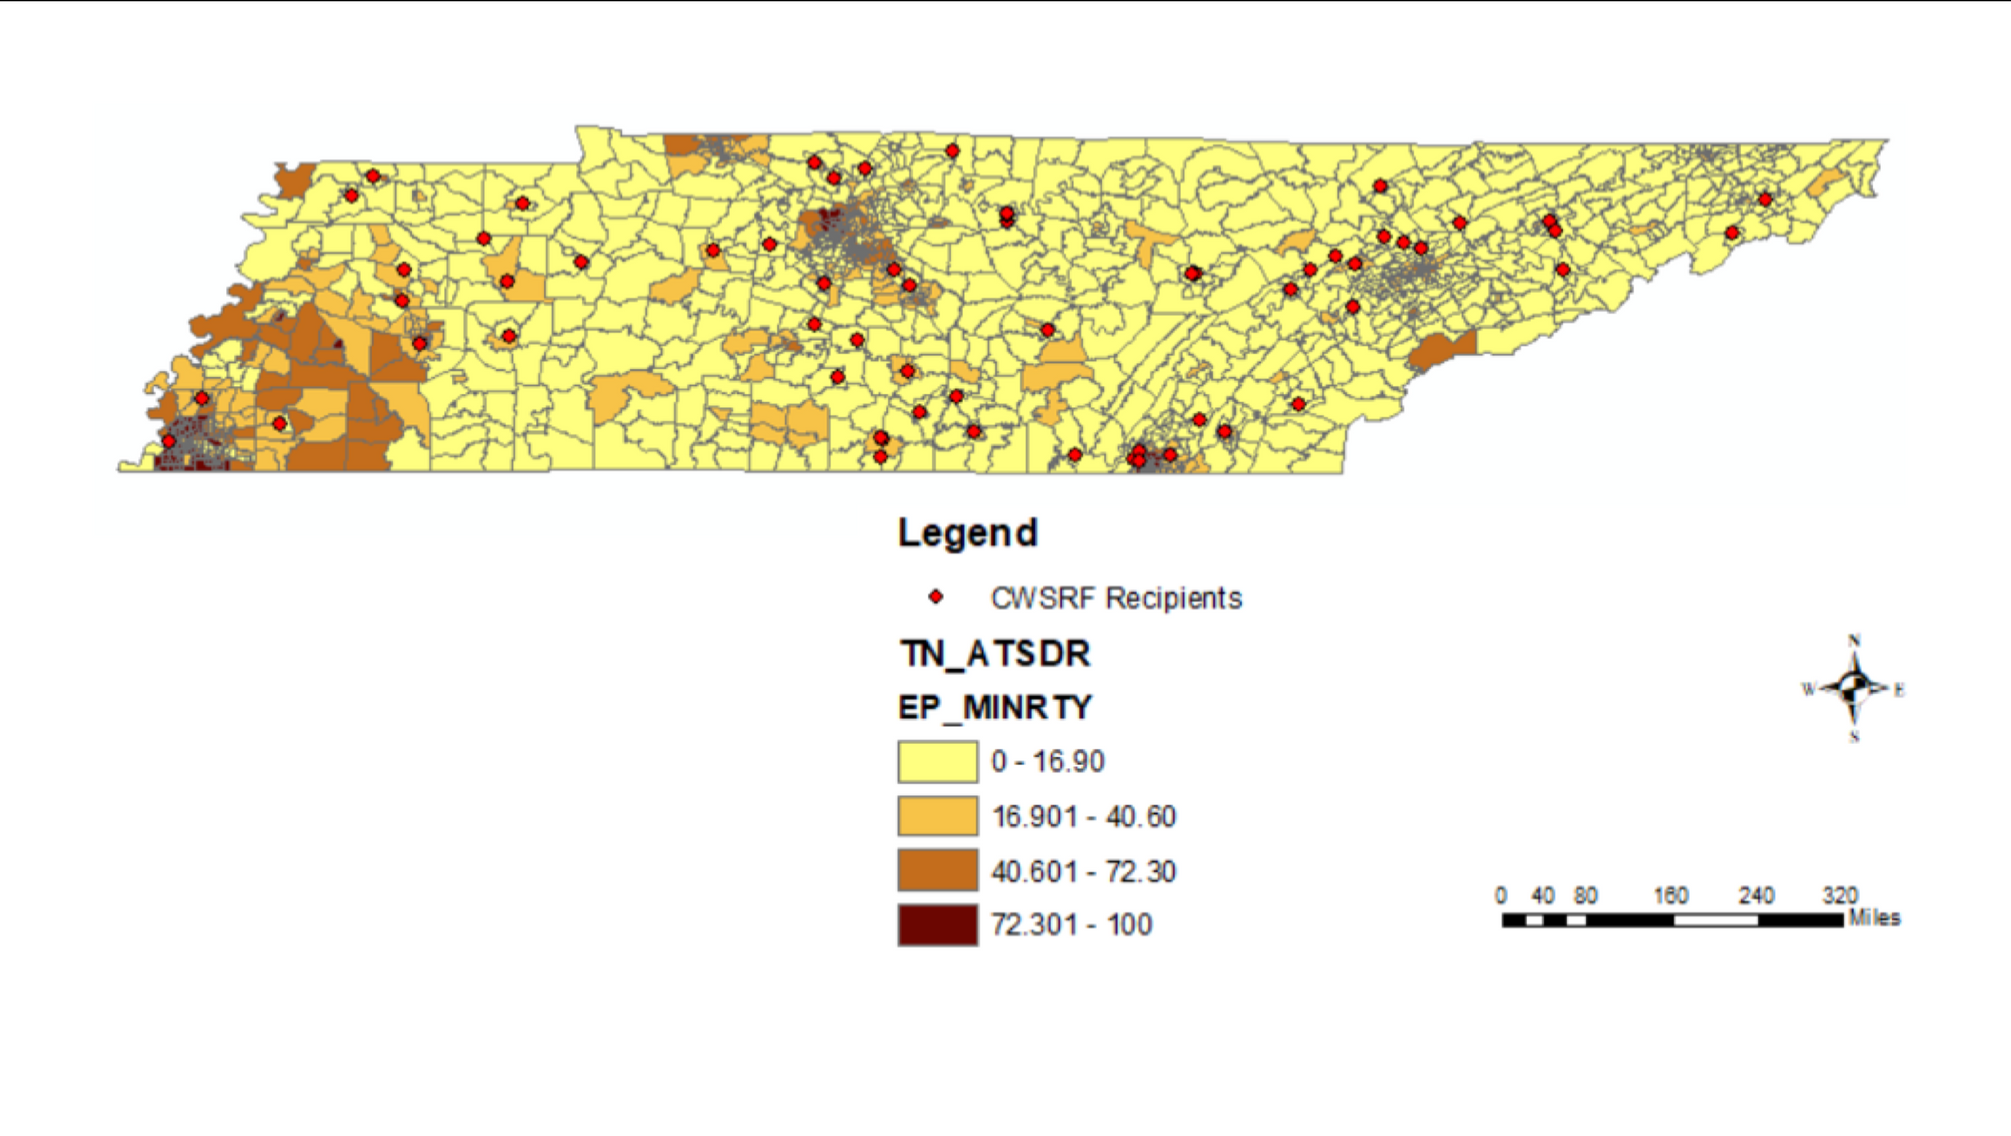 Legend
CWSRF Recipients
TN_ATSDR
EP_MINRTY
0 - 16.90
16.901 - 40.60
40.601 - 72.30
72.301 - 100
N
W E
S
0 40 80 160 240 320
Miles